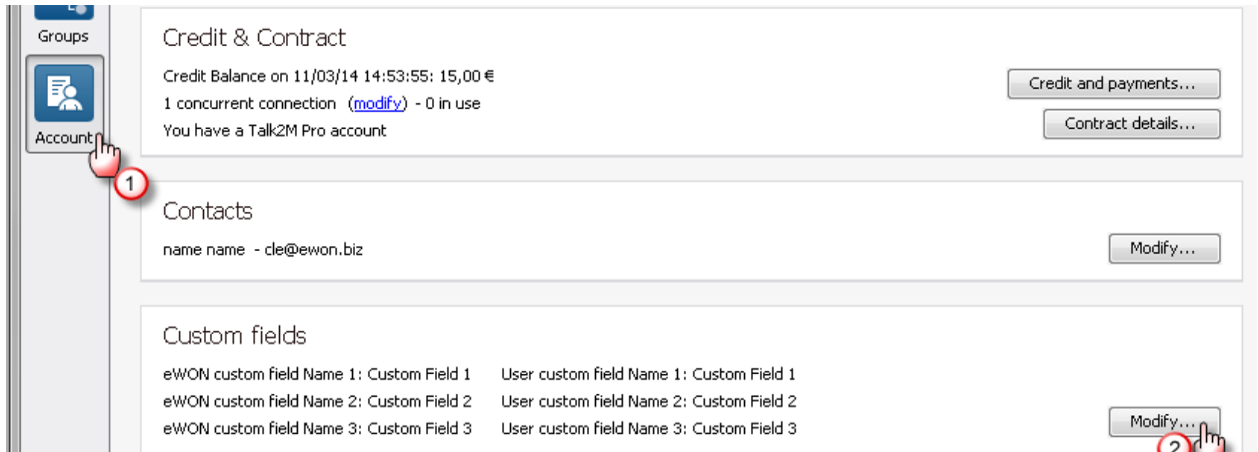 Groups
Account
1
Credit & Contract
Credit Balance on 11/03/14 14:53:55: 15,00 €
1 concurrent connection (modify) - 0 in use
You have a Talk2M Pro account
Credit and payments...
Contract details...
Contacts
name name - cle@ewon.biz
Modify...
Custom fields
eWON custom field Name 1: Custom Field 1 User custom field Name 1: Custom Field 1
eWON custom field Name 2: Custom Field 2 User custom field Name 2: Custom Field 2
eWON custom field Name 3: Custom Field 3 User custom field Name 3: Custom Field 3
Modify...
2